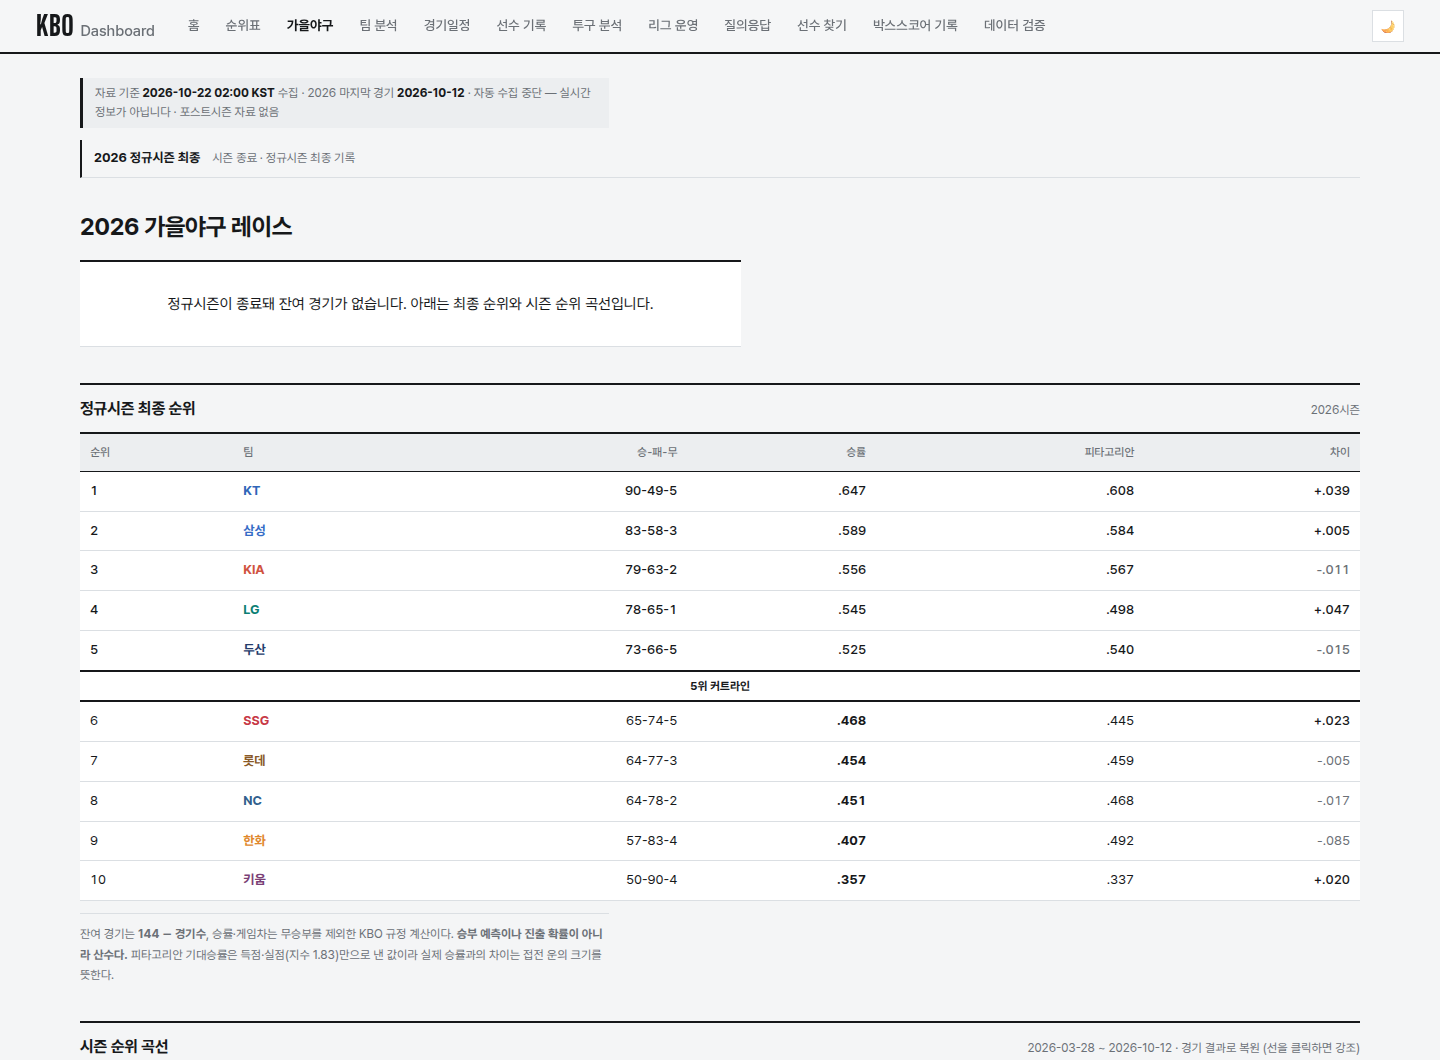 KBO Dashboard 홈 순위표 가을야구 팀 분석 경기일정 선수 기록 투구 분석 리그 운영 질의응답 선수 찾기 박스스코어 기록 데이터 검증
자료 기준 2026-10-22 02:00 KST 수집 · 2026 마지막 경기 2026-10-12 · 자동 수집 중단 — 실시간
정보가 아닙니다 · 포스트시즌 자료 없음
2026 정규시즌 최종 시즌 종료 · 정규시즌 최종 기록
2026 가을야구 레이스
정규시즌이 종료돼 잔여 경기가 없습니다. 아래는 최종 순위와 시즌 순위 곡선입니다.
정규시즌 최종 순위 2026시즌
순위 팀 승-패-무 승률 피타고리안 차이
1 KT 90-49-5 .647 .608 +.039
2 삼성 83-58-3 .589 .584 +.005
3 KIA 79-63-2 .556 .567 -.011
4 LG 78-65-1 .545 .498 +.047
5 두산 73-66-5 .525 .540 -.015
5위 커트라인
6 SSG 65-74-5 .468 .445 +.023
7 롯데 64-77-3 .454 .459 -.005
8 NC 64-78-2 .451 .468 -.017
9 한화 57-83-4 .407 .492 -.085
10 키움 50-90-4 .357 .337 +.020
잔여 경기는 144 − 경기수, 승률·게임차는 무승부를 제외한 KBO 규정 계산이다. 승부 예측이나 진출 확률이 아니
라 산수다. 피타고리안 기대승률은 득점·실점(지수 1.83)만으로 낸 값이라 실제 승률과의 차이는 접전 운의 크기를
뜻한다.
시즌 순위 곡선 2026-03-28 ~ 2026-10-12 · 경기 결과로 복원 (선을 클릭하면 강조)